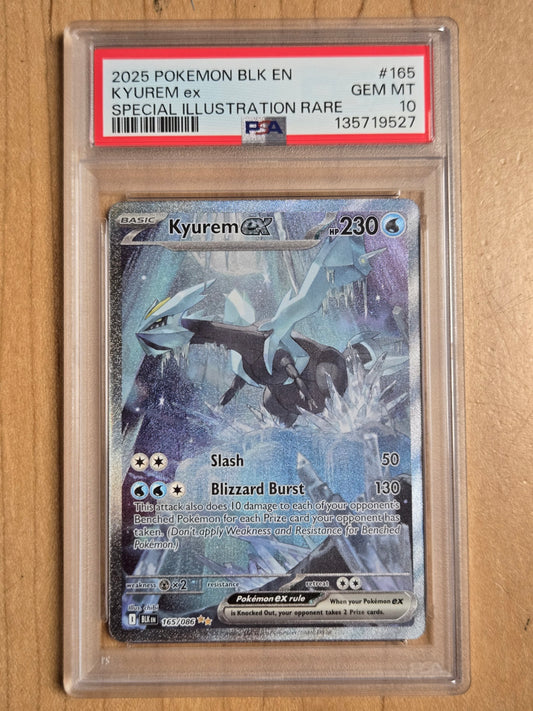 2025 POKEMON BLK EN #165
KYUREM ex GEM MT
SPECIAL ILLUSTRATION RARE 10
PSA 135719527
BASIC Kyurem ex HP 230
Slash 50
Blizzard Burst 130
This attack also does 10 damage to each of your opponent's
Benched Pokémon for each Prize card your opponent has
taken. (Don't apply Weakness and Resistance for Benched
Pokémon.)
weakness ×2 resistance retreat
Pokémon ex rule When your Pokémon ex
is Knocked Out, your opponent takes 2 Prize cards.
Illus.
I BLK EN 165/086